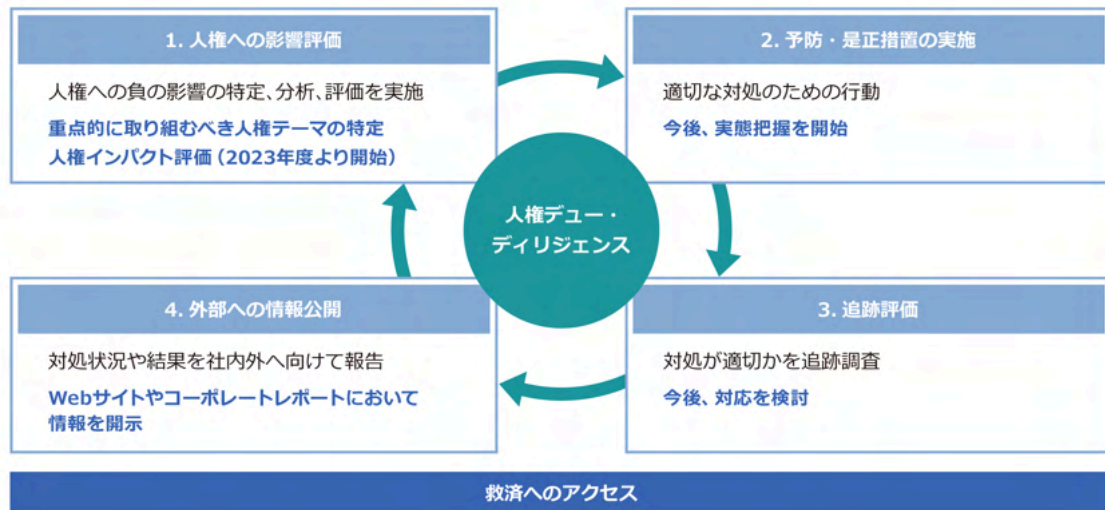 1. 人権への影響評価
人権への負の影響の特定、分析、評価を実施
重点的に取り組むべき人権テーマの特定
人権インパクト評価（2023年度より開始）
2. 予防・是正措置の実施
適切な対処のための行動
今後、実態把握を開始
人権デュー・
ディリジェンス
3. 追跡評価
対処が適切かを追跡調査
今後、対応を検討
4. 外部への情報公開
対処状況や結果を社内外へ向けて報告
Webサイトやコーポレートレポートにおいて
情報を開示
救済へのアクセス